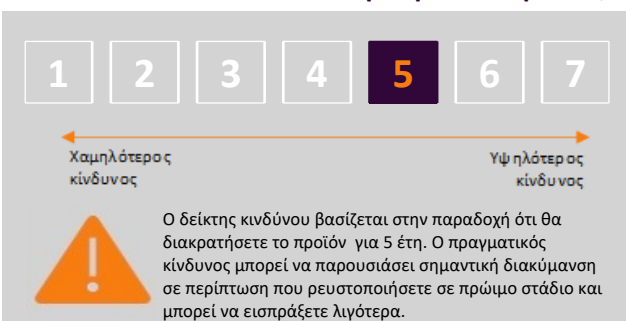 1 2 3 4 5 6 7
Χαμηλότερος Υψηλότερος
κίνδυνος κίνδυνος
Ο δείκτης κινδύνου βασίζεται στην παραδοχή ότι θα
διακρατήσετε το προϊόν για 5 έτη. Ο πραγματικός
κίνδυνος μπορεί να παρουσιάσει σημαντική διακύμανση
σε περίπτωση που ρευστοποιήσετε σε πρώιμο στάδιο και
μπορεί να εισπράξετε λιγότερα.